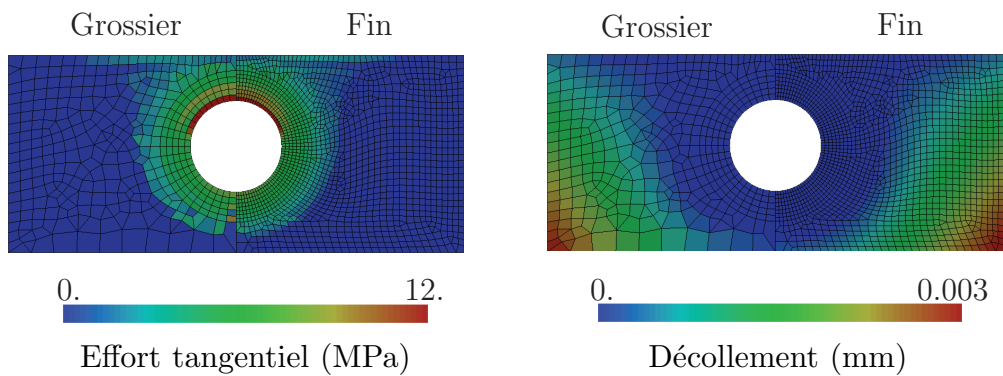 Grossier Fin
0. 12.
Effort tangentiel (MPa)
Grossier Fin
0. 0.003
Décollement (mm)